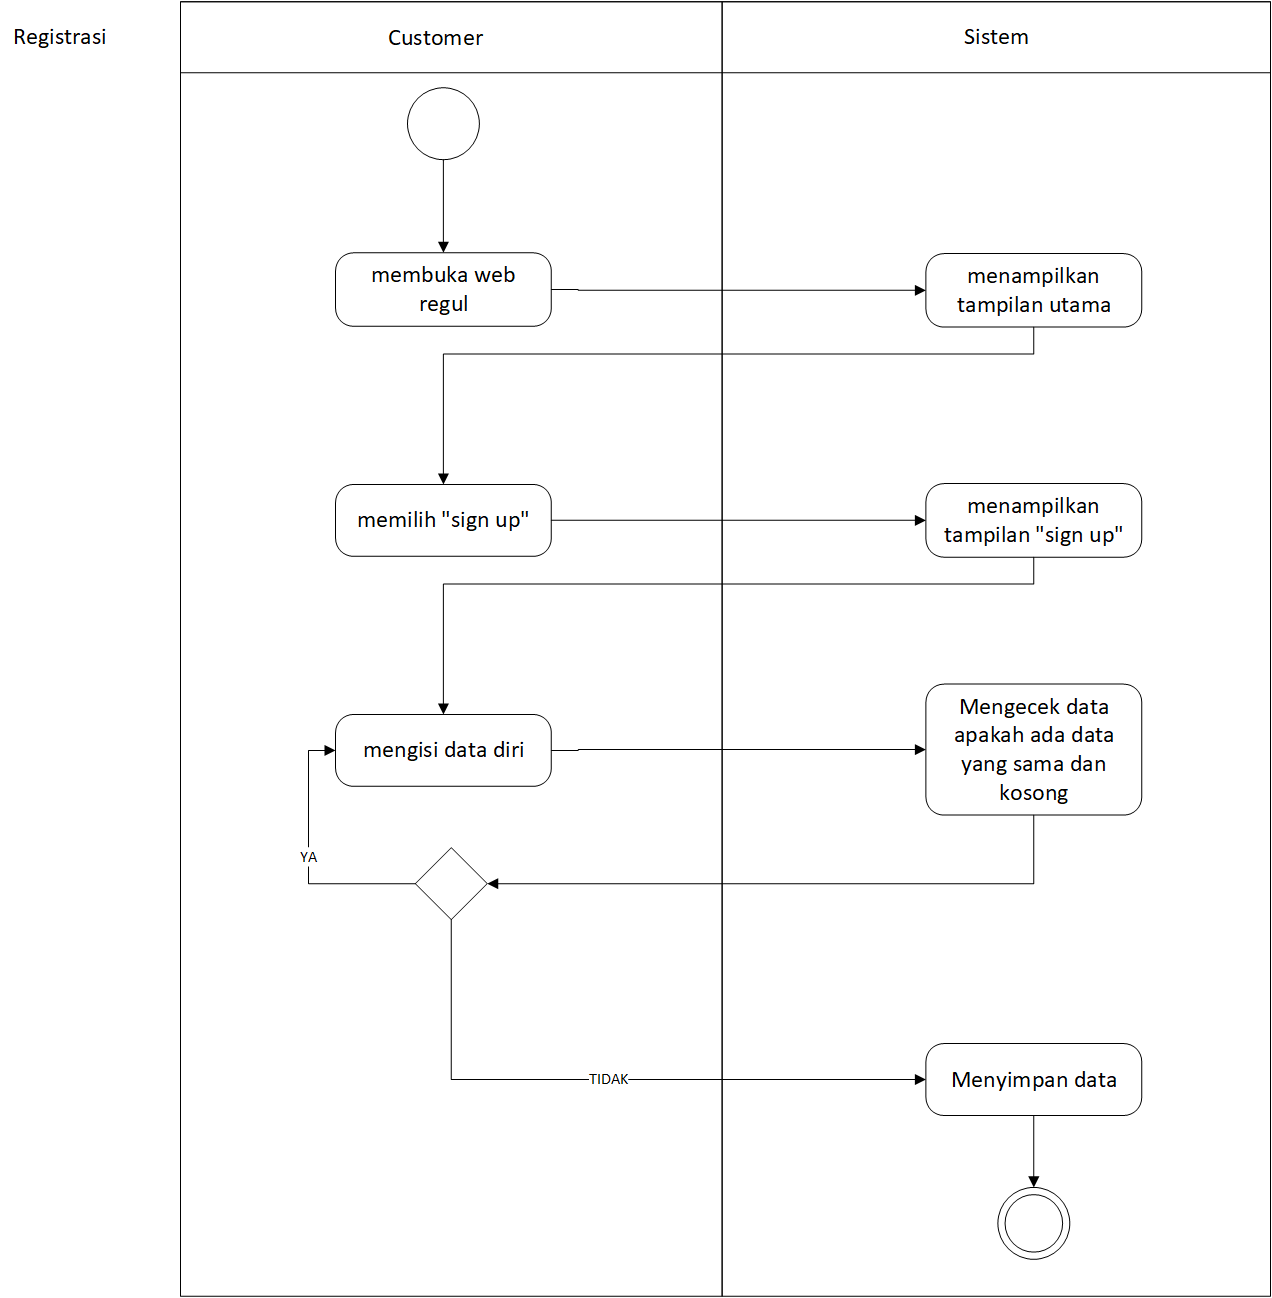 Registrasi
Customer
Sistem
membuka web
regul
menampilkan
tampilan utama
memilih "sign up"
menampilkan
tampilan "sign up"
mengisi data diri
Mengecek data
apakah ada data
yang sama dan
kosong
YA
TIDAK
Menyimpan data